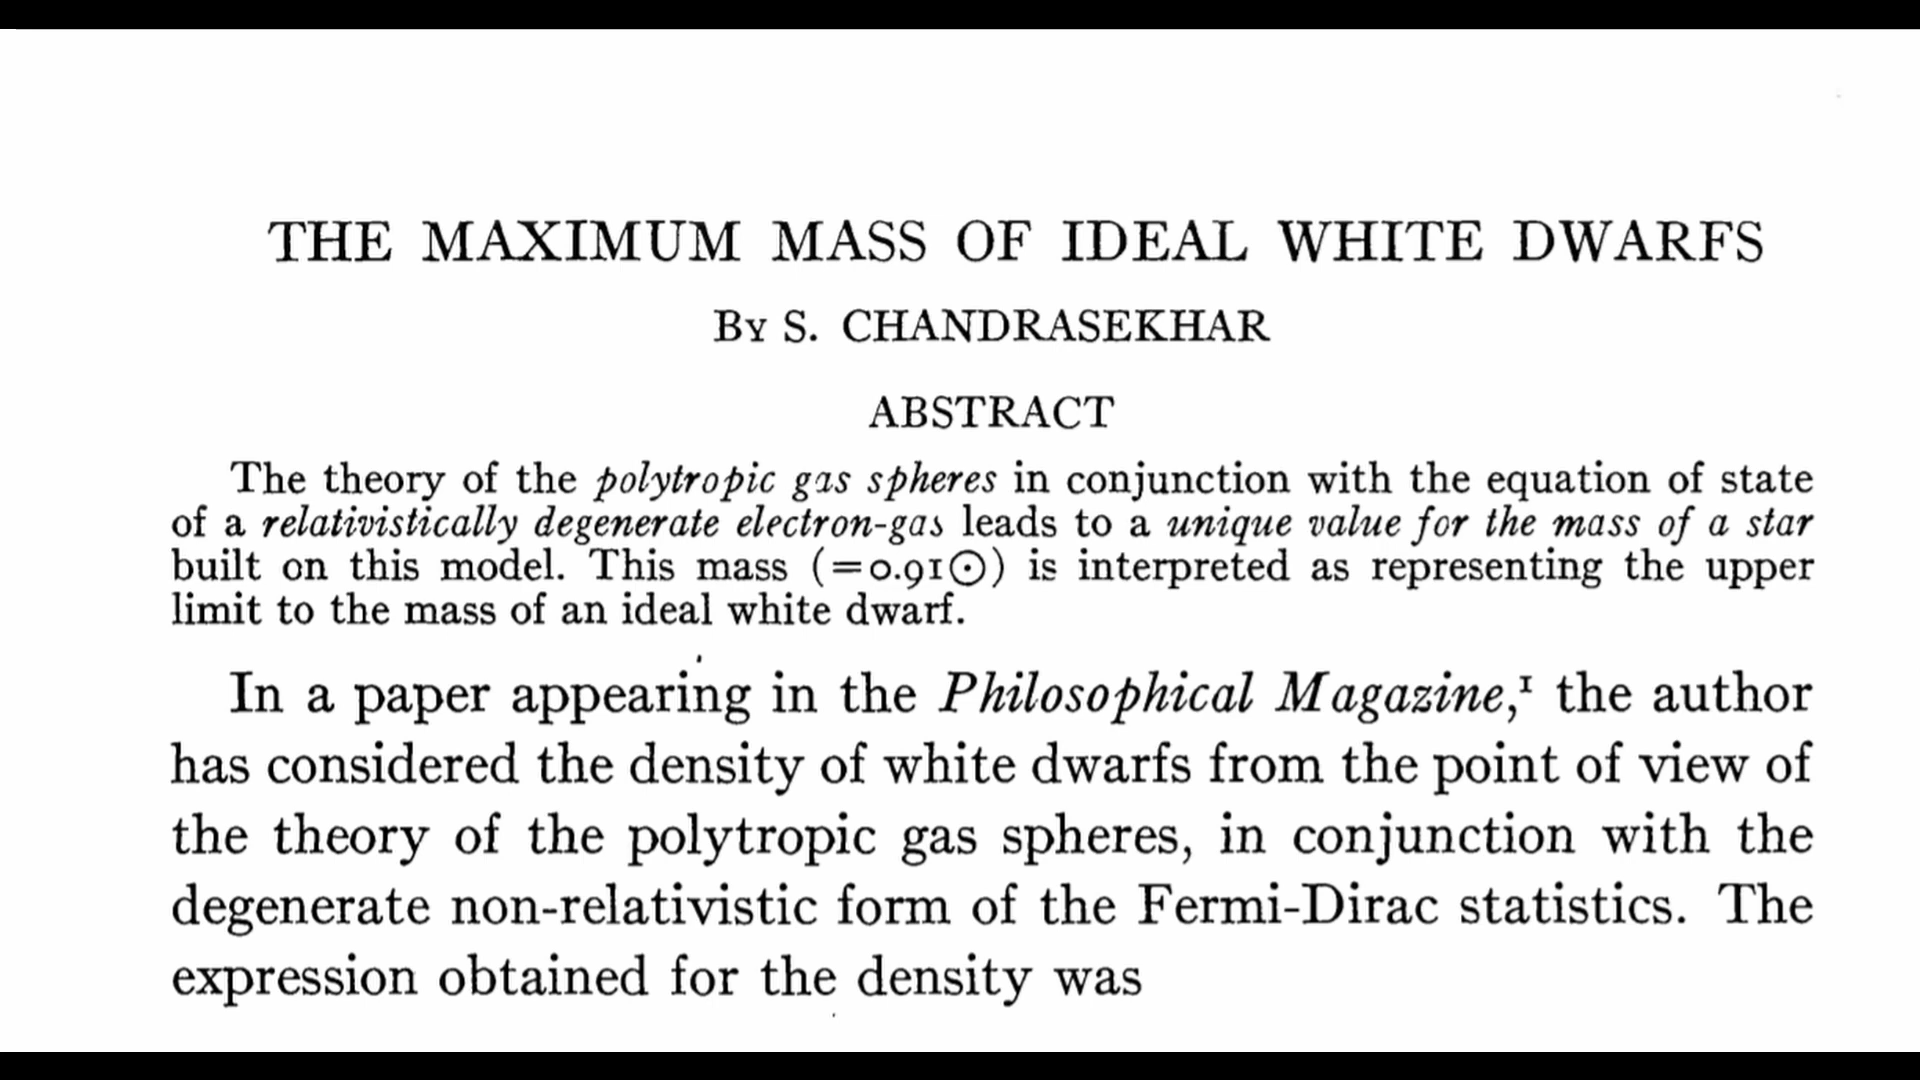 THE MAXIMUM MASS OF IDEAL WHITE DWARFS
By S. CHANDRASEKHAR
ABSTRACT
The theory of the polytropic gas spheres in conjunction with the equation of state
of a relativistically degenerate electron-gas leads to a unique value for the mass of a star
built on this model. This mass (=0.91☉) is interpreted as representing the upper
limit to the mass of an ideal white dwarf.
In a paper appearing in the Philosophical Magazine,¹ the author
has considered the density of white dwarfs from the point of view of
the theory of the polytropic gas spheres, in conjunction with the
degenerate non-relativistic form of the Fermi-Dirac statistics. The
expression obtained for the density was